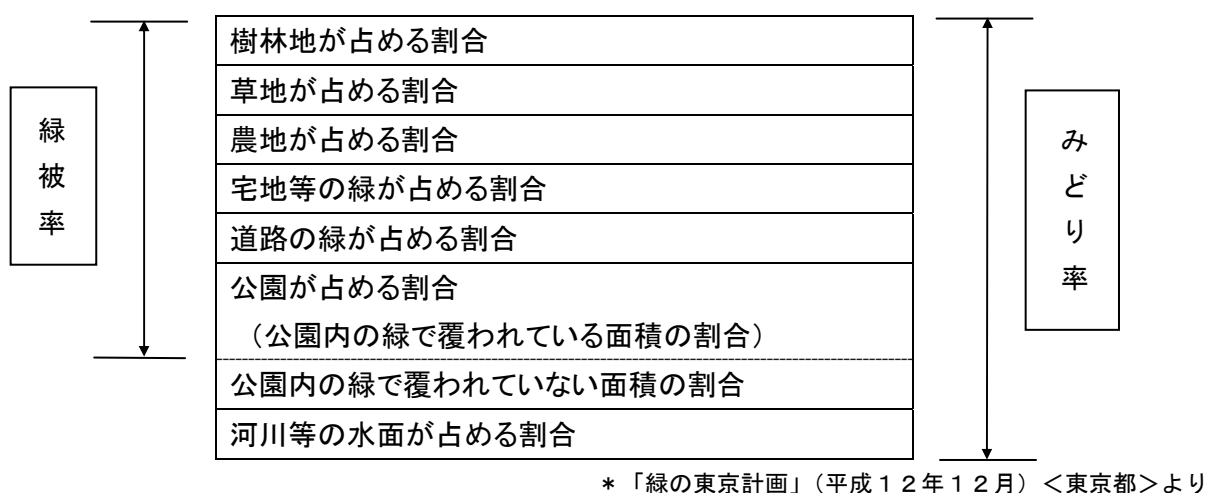 緑被率
樹林地が占める割合
草地が占める割合
農地が占める割合
宅地等の緑が占める割合
道路の緑が占める割合
公園が占める割合
（公園内の緑で覆われている面積の割合）
公園内の緑で覆われていない面積の割合
河川等の水面が占める割合
みどり率
*「緑の東京計画」（平成１２年１２月）＜東京都＞より